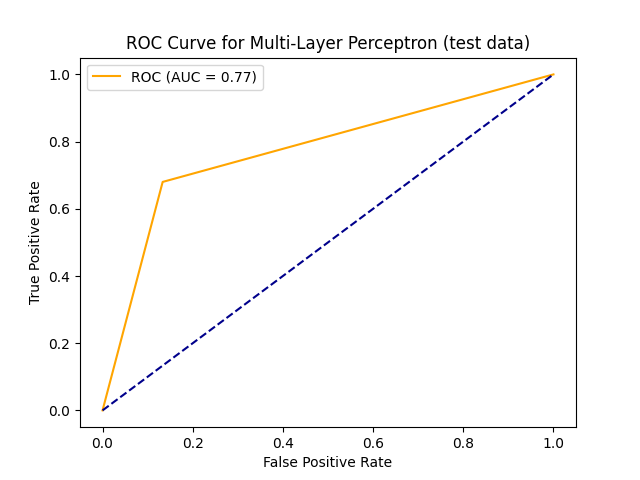 ROC Curve for Multi-Layer Perceptron (test data)
ROC (AUC = 0.77)
1.0
0.8
0.6
0.4
0.2
0.0
True Positive Rate
0.0 0.2 0.4 0.6 0.8 1.0
False Positive Rate